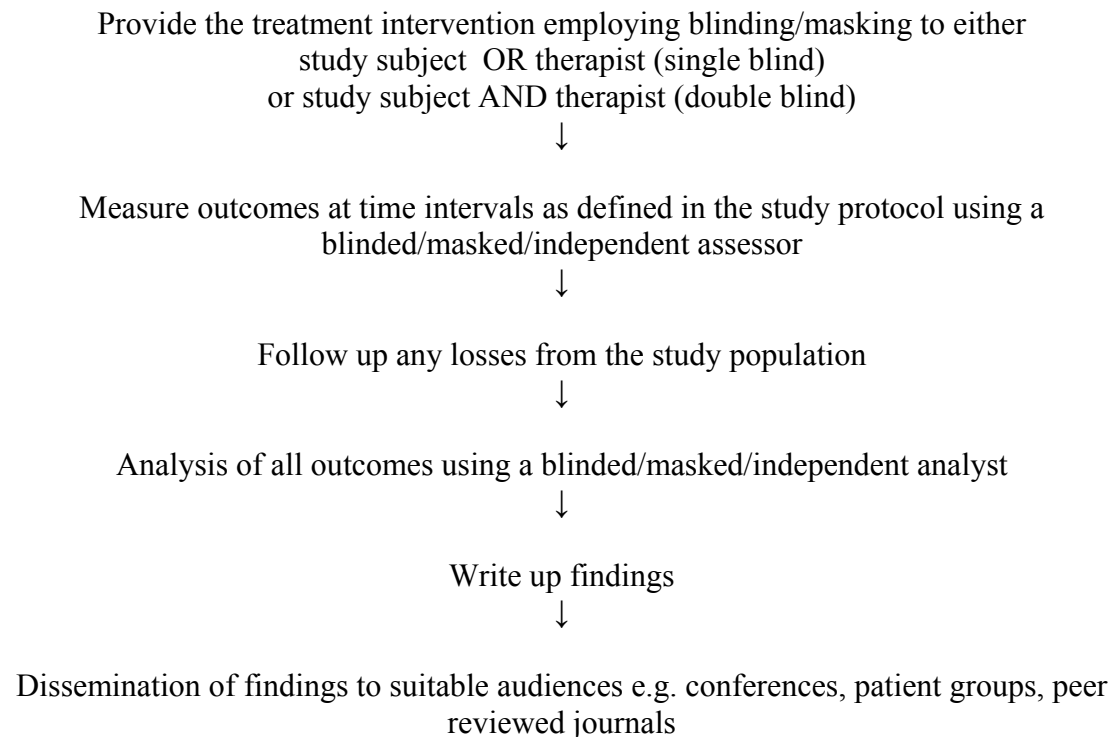 Provide the treatment intervention employing blinding/masking to either
study subject  OR therapist (single blind)
or study subject AND therapist (double blind)
↓
Measure outcomes at time intervals as defined in the study protocol using a
blinded/masked/independent assessor
↓
Follow up any losses from the study population
↓
Analysis of all outcomes using a blinded/masked/independent analyst
↓
Write up findings
↓
Dissemination of findings to suitable audiences e.g. conferences, patient groups, peer
reviewed journals